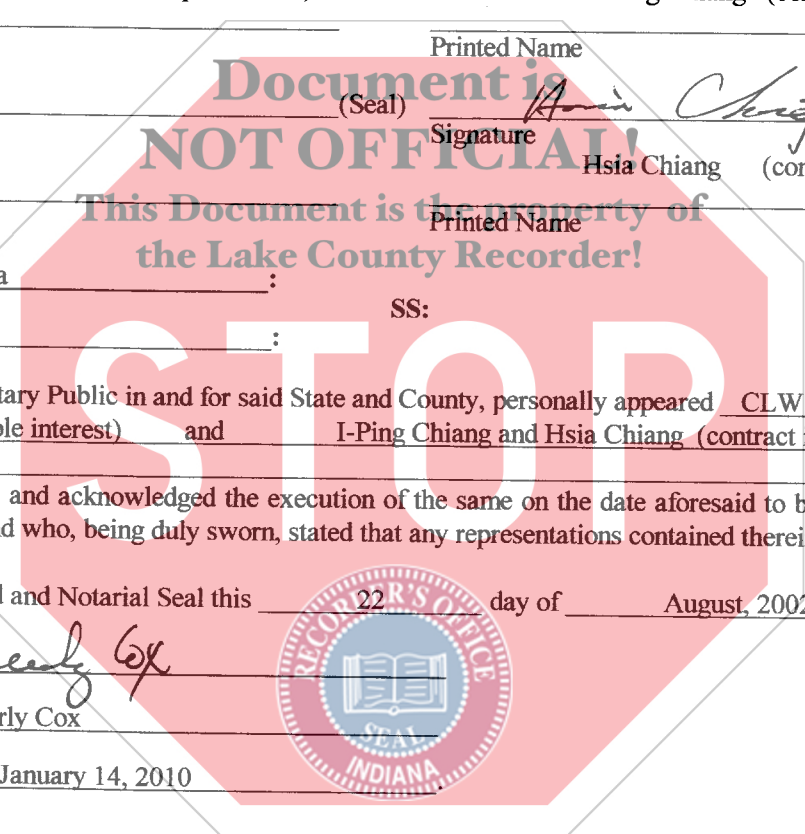 Printed Name
Document is
(Seal)
NOT OFFICIAL!
Signature
Hsia Chiang (con
This Document is the property of
Printed Name
the Lake County Recorder!
a :
SS:
:
STOP
tary Public in and for said State and County, personally appeared CLW
ble interest) and I-Ping Chiang and Hsia Chiang (contract
and acknowledged the execution of the same on the date aforesaid to b
d who, being duly sworn, stated that any representations contained therei
l and Notarial Seal this 22 day of August, 2002
RECORDER'S OFFICE
SEAL
INDIANA
Cox
rly Cox
January 14, 2010